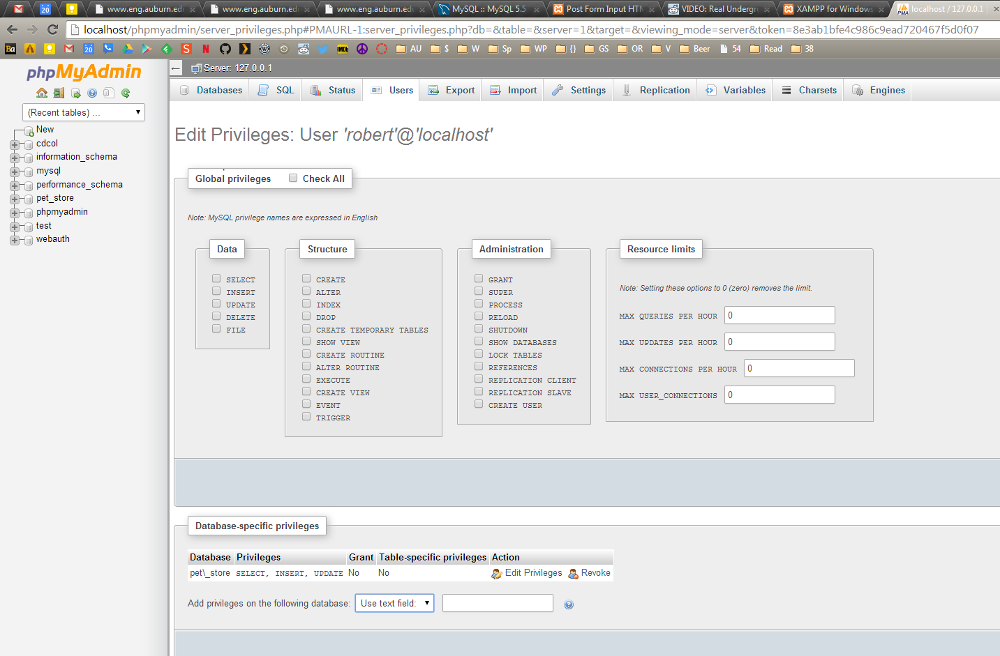 www.eng.auburn.ed
www.eng.auburn.ed
www.eng.auburn.ed
MySQL :: MySQL 5.5
Post Form Input HTM
VIDEO: Real Undergr
XAMPP for Windows
localhost / 127.0.0.1
localhost/phpmyadmin/server_privileges.php#PMAURL-1:server_privileges.php?db=&table=&server=1&target=&viewing_mode=server&token=8e3ab1bfe4c986c9ead720467f5d0f07
AU $ W Sp WP {} GS OR V Beer 54 Read 38
phpMyAdmin
(Recent tables) ...
New
cdcol
information_schema
mysql
performance_schema
pet_store
phpmyadmin
test
webauth
Server: 127.0.0.1
Databases SQL Status Users Export Import Settings Replication Variables Charsets Engines
Edit Privileges: User 'robert'@'localhost'
Global privileges Check All
Note: MySQL privilege names are expressed in English
Data
SELECT
INSERT
UPDATE
DELETE
FILE
Structure
CREATE
ALTER
INDEX
DROP
CREATE TEMPORARY TABLES
SHOW VIEW
CREATE ROUTINE
ALTER ROUTINE
EXECUTE
CREATE VIEW
EVENT
TRIGGER
Administration
GRANT
SUPER
PROCESS
RELOAD
SHUTDOWN
SHOW DATABASES
LOCK TABLES
REFERENCES
REPLICATION CLIENT
REPLICATION SLAVE
CREATE USER
Resource limits
Note: Setting these options to 0 (zero) removes the limit.
MAX QUERIES PER HOUR 0
MAX UPDATES PER HOUR 0
MAX CONNECTIONS PER HOUR 0
MAX USER_CONNECTIONS 0
Database-specific privileges
Database Privileges Grant Table-specific privileges Action
pet\_store SELECT, INSERT, UPDATE No No Edit Privileges Revoke
Add privileges on the following database: Use text field: